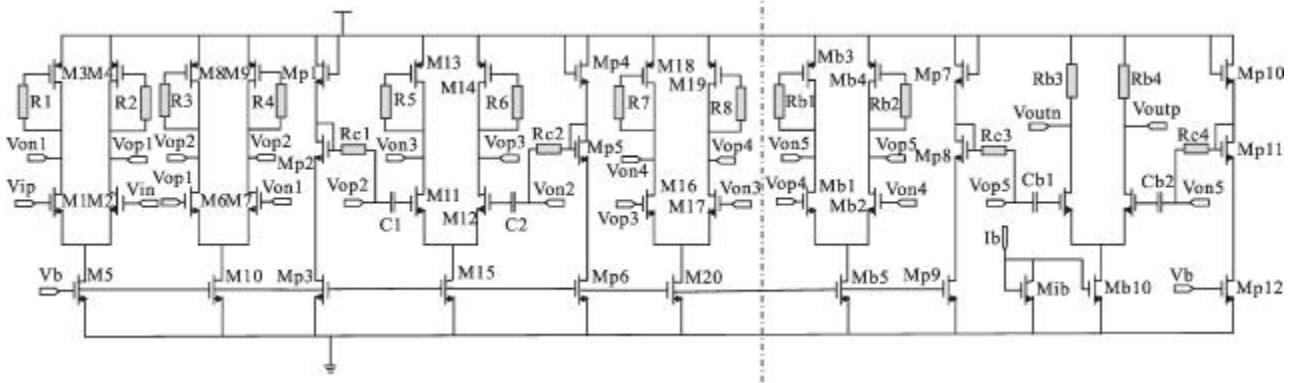 M3M4 M8M9 Mp1 M13 Mp4 M18 Mb3 Mp7 Mp10
R1 R2 R3 R4 M14 M19 Mb4 Rb3 Rb4
R5 R6 R7 R8 Rb1 Rb2
Von1 Vop1 Vop2 Vop2 Mp2 Rc1 Von3 Vop3 Rc2 Mp5 Von4 Vop4 Von5 Vop5 Mp8 Rc3 Voutn Voutp Rc4 Mp11
Vip M1M2 Vin Vop1 M6M7 Von1 Vop2 C1 M11 M12 C2 Von2 Vop3 M16 M17 Von3 Vop4 Mb1 Mb2 Von4 Vop5 Cb1 Cb2 Von5
Ib
Vb M5 M10 Mp3 M15 Mp6 M20 Mb5 Mp9 Mib Mb10 Vb Mp12